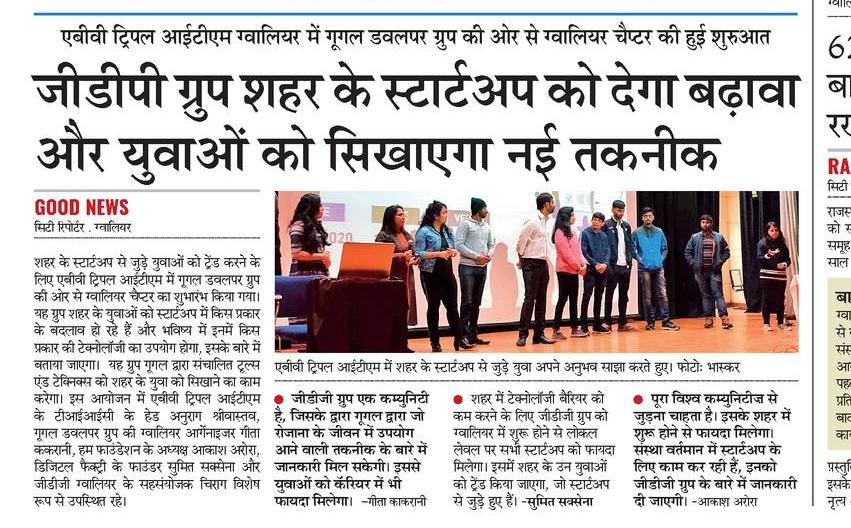 एबीवी ट्रिपल आईटीएम ग्वालियर में गूगल डवलपर ग्रुप की ओर से ग्वालियर चैप्टर की हुई शुरुआत
जीडीपी ग्रुप शहर के स्टार्टअप को देगा बढ़ावा
और युवाओं को सिखाएगा नई तकनीक
GOOD NEWS
सिटी रिपोर्टर . ग्वालियर
शहर के स्टार्टअप से जुड़े युवाओं को ट्रेंड करने के
लिए एबीवी ट्रिपल आईटीएम में गूगल डवलपर ग्रुप
की ओर से ग्वालियर चैप्टर का शुभारंभ किया गया।
यह ग्रुप शहर के युवाओं को स्टार्टअप में किस प्रकार
के बदलाव हो रहे हैं और भविष्य में इनमें किस
प्रकार की टेक्नोलॉजी का उपयोग होगा, इसके बारे में
बताया जाएगा। यह ग्रुप गूगल द्वारा संचालित टूल्स
एंड टेक्निक्स को शहर के युवा को सिखाने का काम
करेगा। इस आयोजन में एबीवी ट्रिपल आईटीएम
के टीआईआईसी के हेड अनुराग श्रीवास्तव,
गूगल डवलपर ग्रुप की ग्वालियर आर्गेनाइजर गीता
ककरानी, हम फाउंडेशन के अध्यक्ष आकाश अरोरा,
डिजिटल फैक्ट्री के फाउंडर सुमित सक्सेना और
जीडीजी ग्वालियर के सहसंयोजक चिराग विशेष
रूप से उपस्थित रहे।
2020
एबीवी ट्रिपल आईटीएम में शहर के स्टार्टअप से जुड़े युवा अपने अनुभव साझा करते हुए। फोटोः भास्कर
● जीडीजी ग्रुप एक कम्युनिटी
है, जिसके द्वारा गूगल द्वारा जो
रोजाना के जीवन में उपयोग
आने वाली तकनीक के बारे में
जानकारी मिल सकेगी। इससे
युवाओं को कॅरियर में भी
फायदा मिलेगा। -गीता काकरानी
● शहर में टेक्नोलॉजी बैरियर को
कम करने के लिए जीडीजी ग्रुप को
ग्वालियर में शुरू होने से लोकल
लेवल पर सभी स्टार्टअप को फायदा
मिलेगा। इसमें शहर के उन युवाओं
को ट्रेंड किया जाएगा, जो स्टार्टअप
से जुड़े हुए हैं। -सुमित सक्सेना
● पूरा विश्व कम्युनिटीज से
जुड़ना चाहता है। इसके शहर में
शुरू होने से फायदा मिलेगा।
संस्था वर्तमान में स्टार्टअप के
लिए काम कर रही हैं, इनको
जीडीजी ग्रुप के बारे में जानकारी
दी जाएगी। -आकाश अरोरा
RA
सिटी
को
समूह
साल